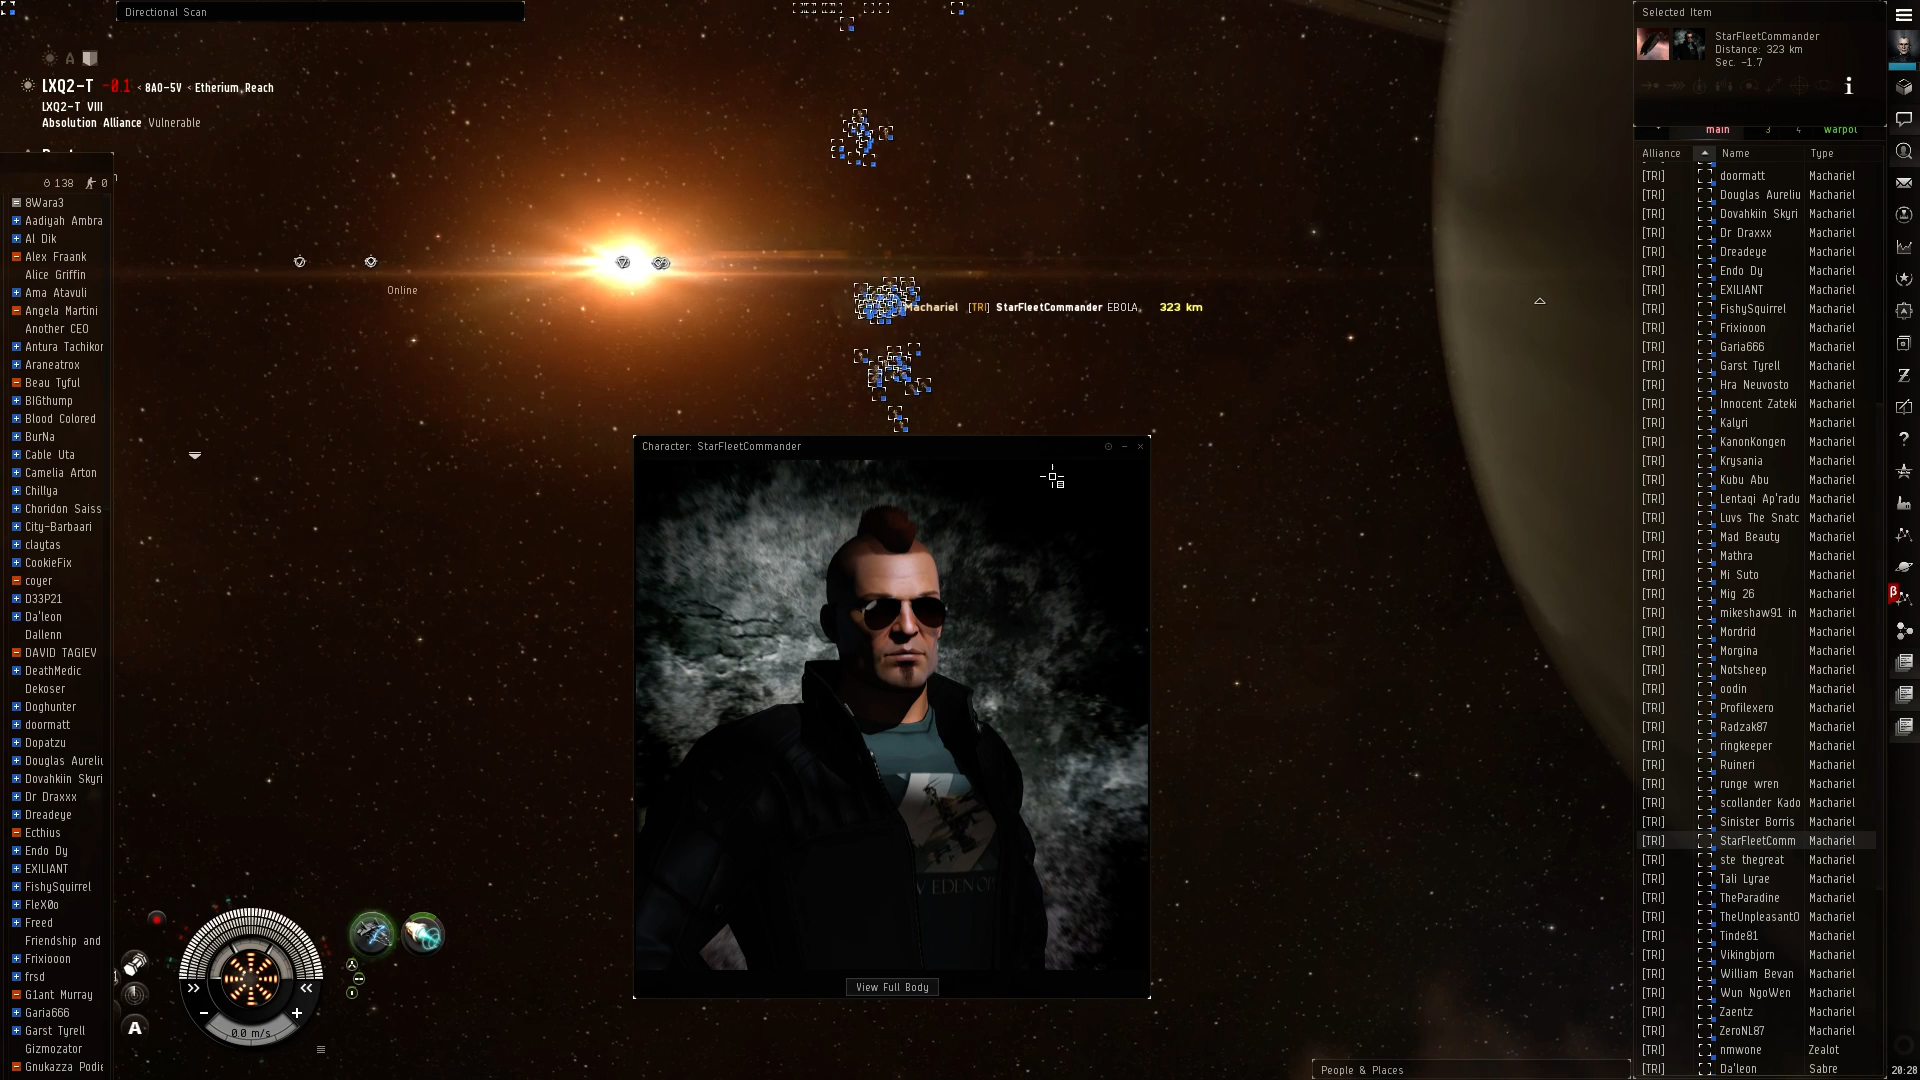 Directional Scan
LXQ2-T -0.1 < 8AO-5V < Etherium Reach
LXQ2-T VIII
Absolution Alliance Vulnerable
138 0
8Wara3
Aadiyah Ambra
Al Dik
Alex Fraank
Alice Griffin
Ama Atavuli
Angela Martini
Another CEO
Antura Tachikor
Araneatrox
Beau Tyful
BIGthump
Blood Colored
BurNa
Cable Uta
Camelia Arton
Chillya
Choridon Saiss
City-Barbaari
claytas
CookieFix
coyer
D33P21
Da'leon
Dallenn
DAVID TAGIEV
DeathMedic
Dekoser
Doghunter
doormatt
Dopatzu
Douglas Aureliu
Dovahkiin Skyri
Dr Draxxx
Dreadeye
Ecthius
Endo Dy
EXILIANT
FishySquirrel
FleX0o
Freed
Friendship and
Frixiooon
frsd
G1ant Murray
Garia666
Garst Tyrell
Gizmozator
Gnukazza Podie
Online
Machariel [TRI] StarFleetCommander EBOLA. 323 km
Character: StarFleetCommander
V EDEN OR
View Full Body
0.0 m/s
A
People & Places
Selected Item
StarFleetCommander
Distance: 323 km
Sec. -1.7
main 3 4 warpol
Alliance Name Type
[TRI] doormatt Machariel
[TRI] Douglas Aureliu Machariel
[TRI] Dovahkiin Skyri Machariel
[TRI] Dr Draxxx Machariel
[TRI] Dreadeye Machariel
[TRI] Endo Dy Machariel
[TRI] EXILIANT Machariel
[TRI] FishySquirrel Machariel
[TRI] Frixiooon Machariel
[TRI] Garia666 Machariel
[TRI] Garst Tyrell Machariel
[TRI] Hra Neuvosto Machariel
[TRI] Innocent Zateki Machariel
[TRI] Kalyri Machariel
[TRI] KanonKongen Machariel
[TRI] Krysania Machariel
[TRI] Kubu Abu Machariel
[TRI] Lentaqi Ap'radu Machariel
[TRI] Luvs The Snatc Machariel
[TRI] Mad Beauty Machariel
[TRI] Mathra Machariel
[TRI] Mi Suto Machariel
[TRI] Mig 26 Machariel
[TRI] mikeshaw91 in Machariel
[TRI] Mordrid Machariel
[TRI] Morgina Machariel
[TRI] Notsheep Machariel
[TRI] oodin Machariel
[TRI] Profilexero Machariel
[TRI] Radzak87 Machariel
[TRI] ringkeeper Machariel
[TRI] Ruineri Machariel
[TRI] runge wren Machariel
[TRI] scollander Kado Machariel
[TRI] Sinister Borris Machariel
[TRI] StarFleetComm Machariel
[TRI] ste thegreat Machariel
[TRI] Tali Lyrae Machariel
[TRI] TheParadine Machariel
[TRI] TheUnpleasantO Machariel
[TRI] Tinde81 Machariel
[TRI] Vikingbjorn Machariel
[TRI] William Bevan Machariel
[TRI] Wun NgoWen Machariel
[TRI] Zaentz Machariel
[TRI] ZeroNL87 Machariel
[TRI] nmwone Zealot
[TRI] Da'leon Sabre
β
20:28